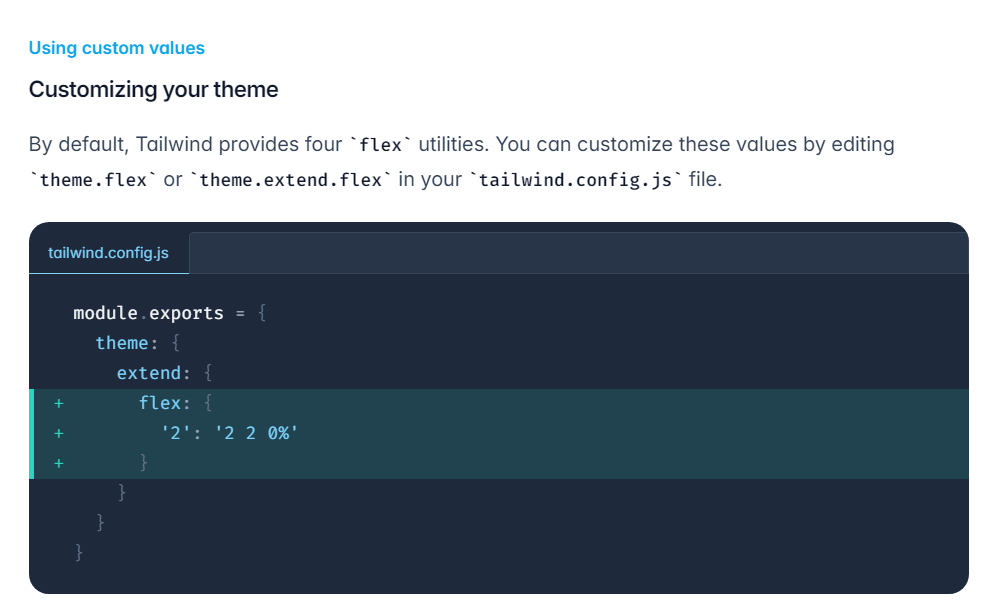 Using custom values
Customizing your theme
By default, Tailwind provides four `flex` utilities. You can customize these values by editing
`theme.flex` or `theme.extend.flex` in your `tailwind.config.js` file.
tailwind.config.js
module.exports = {
  theme: {
    extend: {
+      flex: {
+        '2': '2 2 0%'
+      }
    }
  }
}